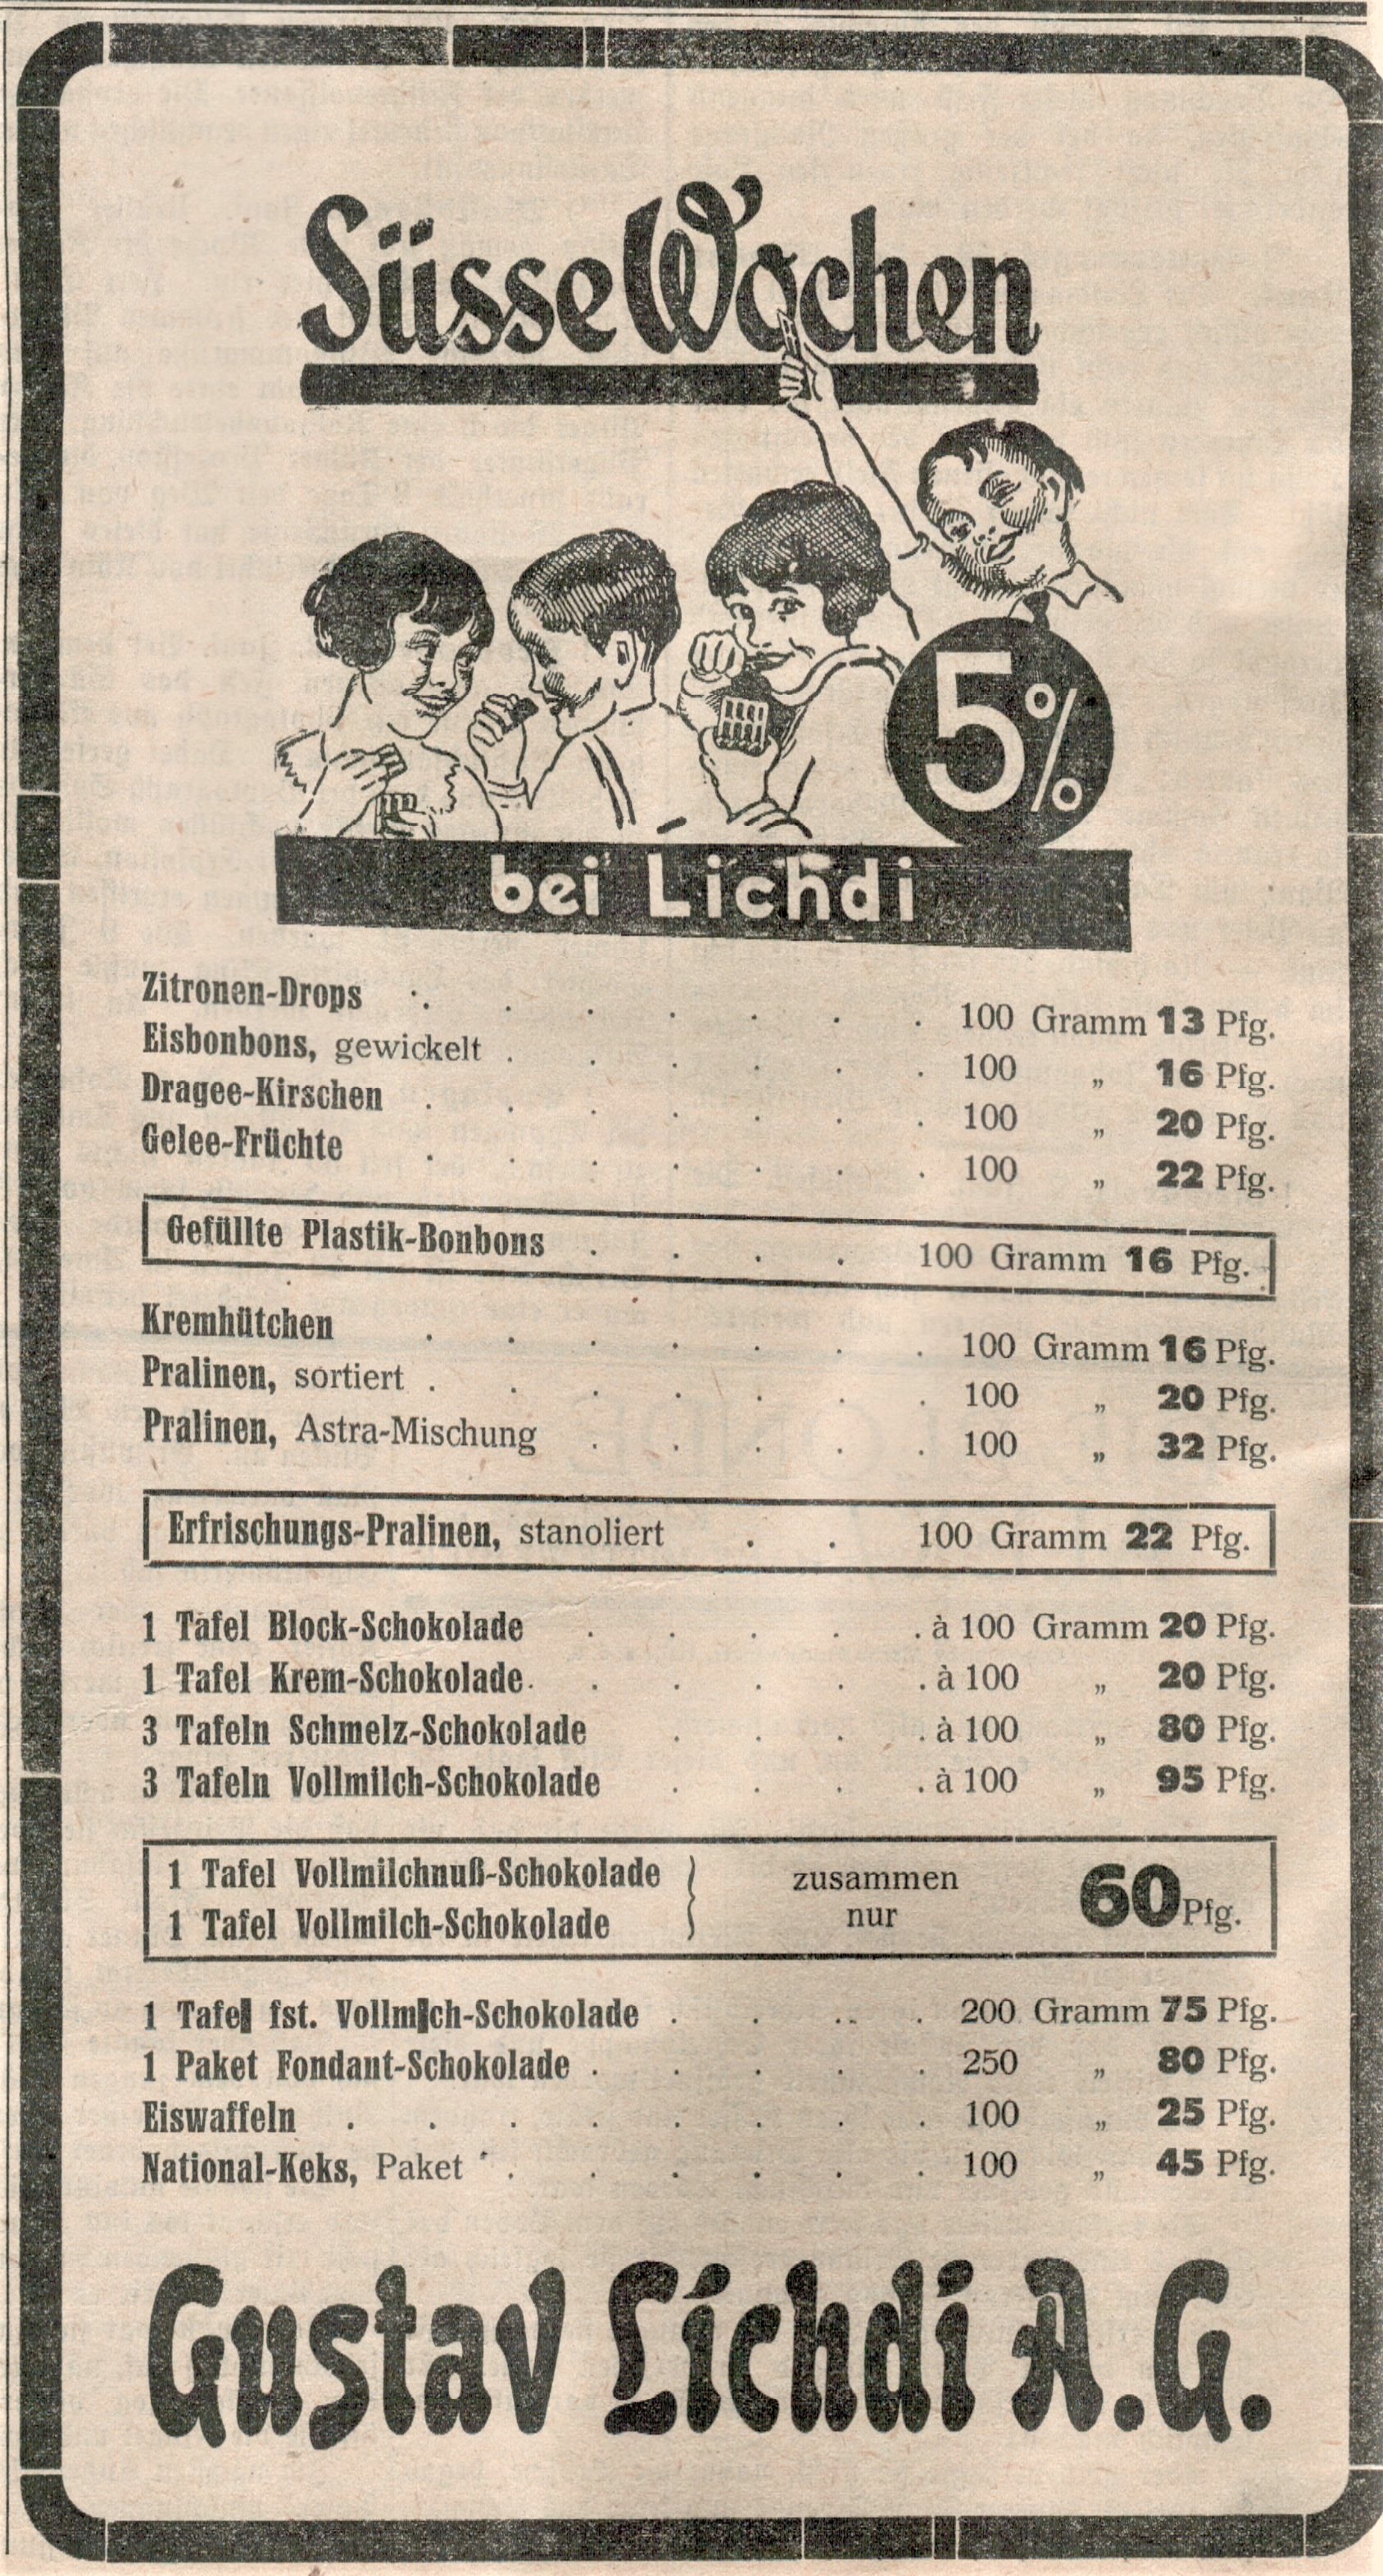 Süsse Wochen
5%
bei Lichdi
Zitronen-Drops . . . . . . . 100 Gramm 13 Pfg.
Eisbonbons, gewickelt . . . . . . 100 „ 16 Pfg.
Dragee-Kirschen . . . . . . . 100 „ 20 Pfg.
Gelee-Früchte . . . . . . . 100 „ 22 Pfg.
Gefüllte Plastik-Bonbons . . . . 100 Gramm 16 Pfg.
Kremhütchen . . . . . . . 100 Gramm 16 Pfg.
Pralinen, sortiert . . . . . . . 100 „ 20 Pfg.
Pralinen, Astra-Mischung . . . . . 100 „ 32 Pfg.
Erfrischungs-Pralinen, stanoliert . . 100 Gramm 22 Pfg.
1 Tafel Block-Schokolade . . . . . à 100 Gramm 20 Pfg.
1 Tafel Krem-Schokolade . . . . . . à 100 „ 20 Pfg.
3 Tafeln Schmelz-Schokolade . . . . à 100 „ 80 Pfg.
3 Tafeln Vollmilch-Schokolade . . . . à 100 „ 95 Pfg.
1 Tafel Vollmilchnuß-Schokolade } zusammen
1 Tafel Vollmilch-Schokolade } nur 60 Pfg.
1 Tafel fst. Vollmilch-Schokolade . . . . 200 Gramm 75 Pfg.
1 Paket Fondant-Schokolade . . . . . 250 „ 80 Pfg.
Eiswaffeln . . . . . . . . 100 „ 25 Pfg.
National-Keks, Paket . . . . . . 100 „ 45 Pfg.
Gustav Lichdi A.G.